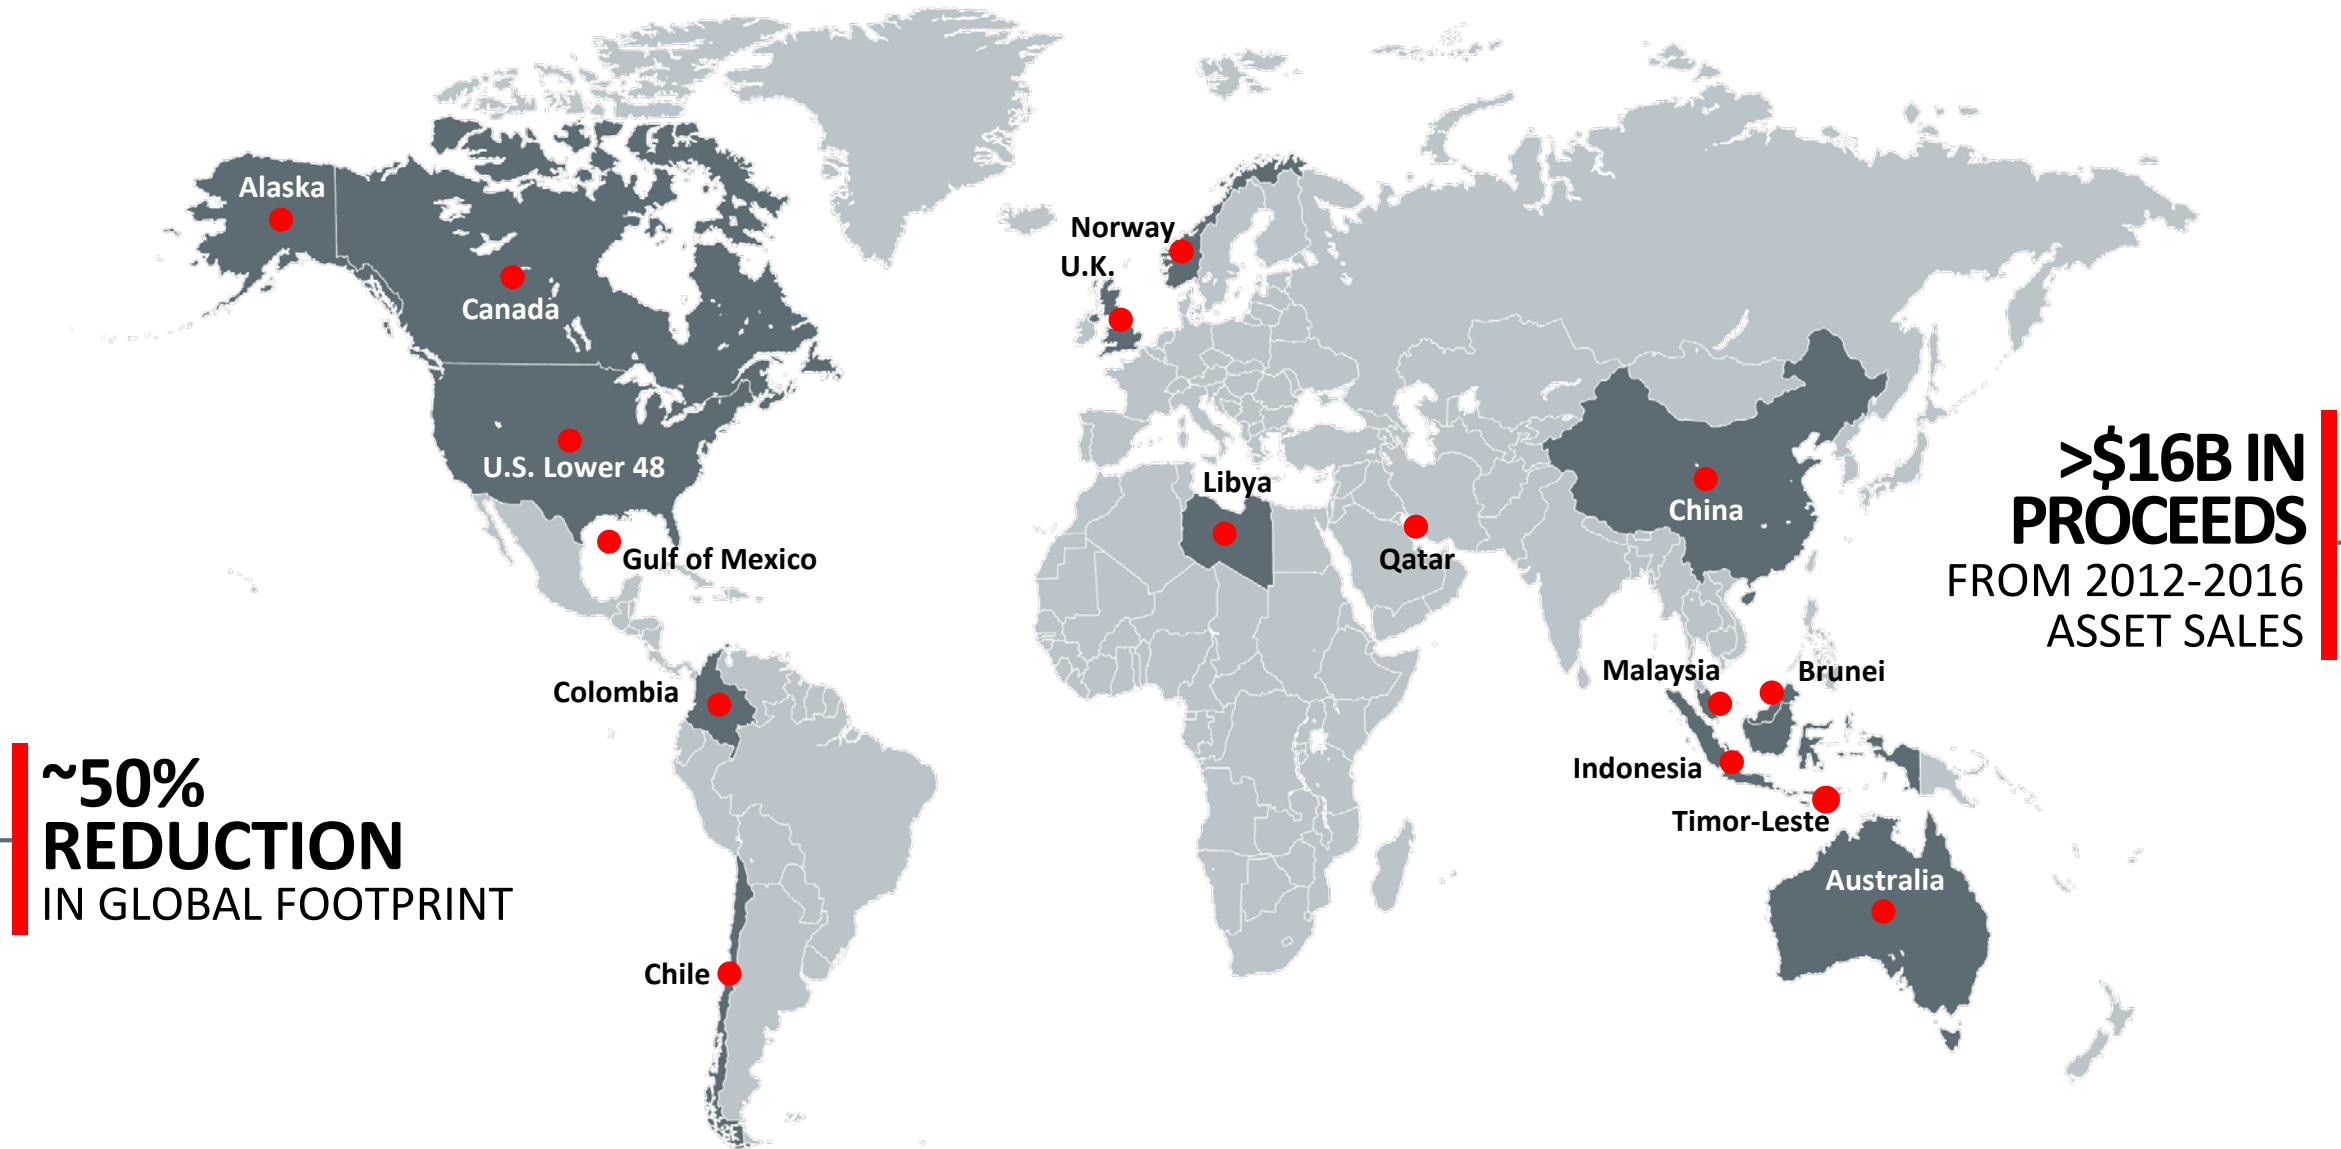 Alaska
Canada
U.S. Lower 48
Gulf of Mexico
Colombia
Chile
~50%
REDUCTION
IN GLOBAL FOOTPRINT
Norway
U.K.
Libya
Qatar
China
Malaysia
Brunei
Indonesia
Timor-Leste
Australia
>$16B IN
PROCEEDS
FROM 2012-2016
ASSET SALES